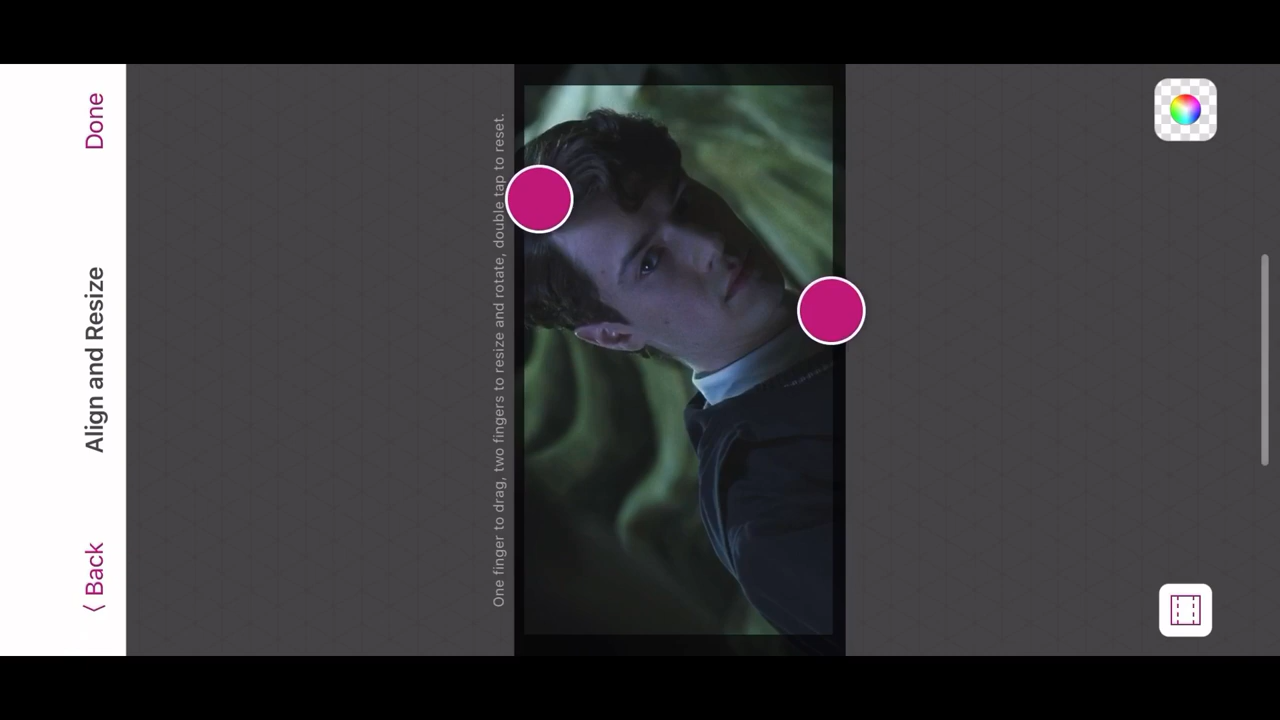 Back
Align and Resize
Done
One finger to drag, two fingers to resize and rotate, double tap to reset.